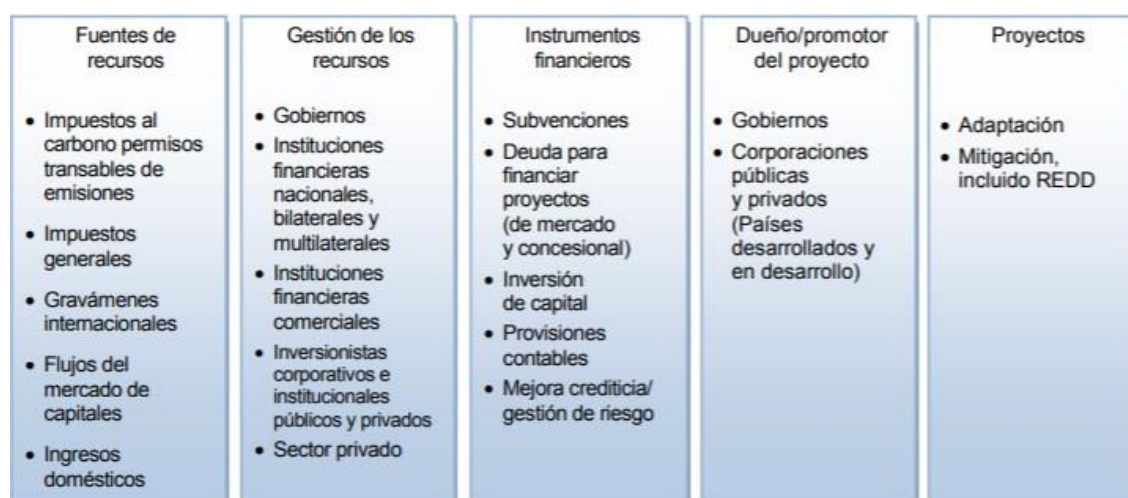 Fuentes de
recursos
• Impuestos al
carbono permisos
transables de
emisiones
• Impuestos
generales
• Gravámenes
internacionales
• Flujos del
mercado de
capitales
• Ingresos
domésticos
Gestión de los
recursos
• Gobiernos
• Instituciones
financieras
nacionales,
bilaterales y
multilaterales
• Instituciones
financieras
comerciales
• Inversionistas
corporativos e
institucionales
públicos y privados
• Sector privado
Instrumentos
financieros
• Subvenciones
• Deuda para
financiar
proyectos
(de mercado
y concesional)
• Inversión
de capital
• Provisiones
contables
• Mejora crediticia/
gestión de riesgo
Dueño/promotor
del proyecto
• Gobiernos
• Corporaciones
públicas
y privados
(Países
desarrollados y
en desarrollo)
Proyectos
• Adaptación
• Mitigación,
incluido REDD